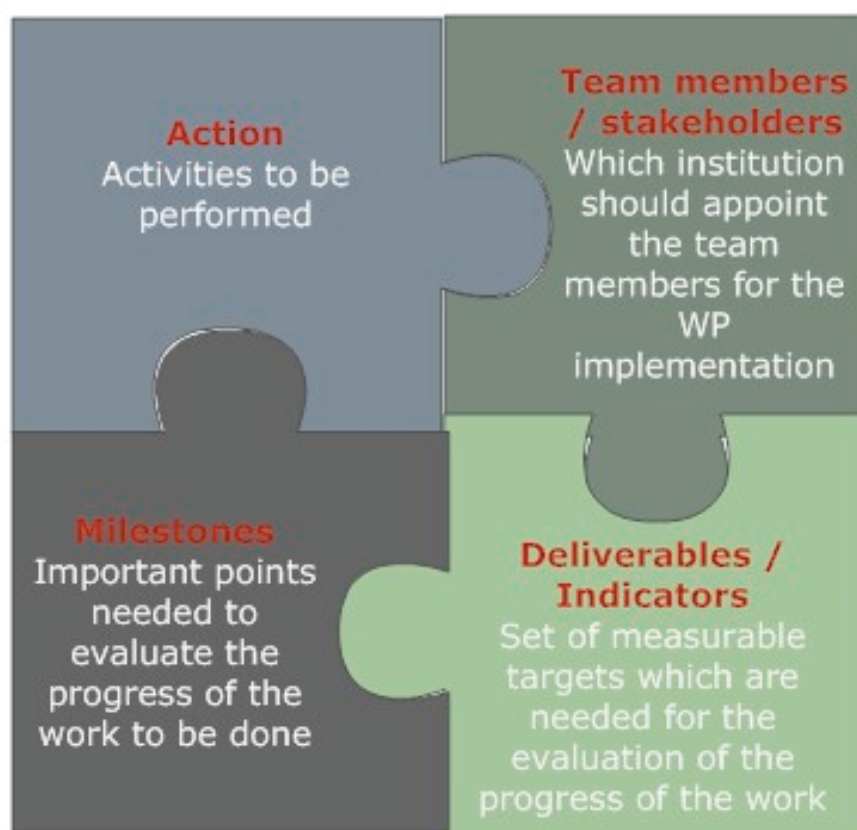 Action
Activities to be
performed
Team members
/ stakeholders
Which institution
should appoint
the team
members for the
WP
implementation
Milestones
Important points
needed to
evaluate the
progress of the
work to be done
Deliverables /
Indicators
Set of measurable
targets which are
needed for the
evaluation of the
progress of the work